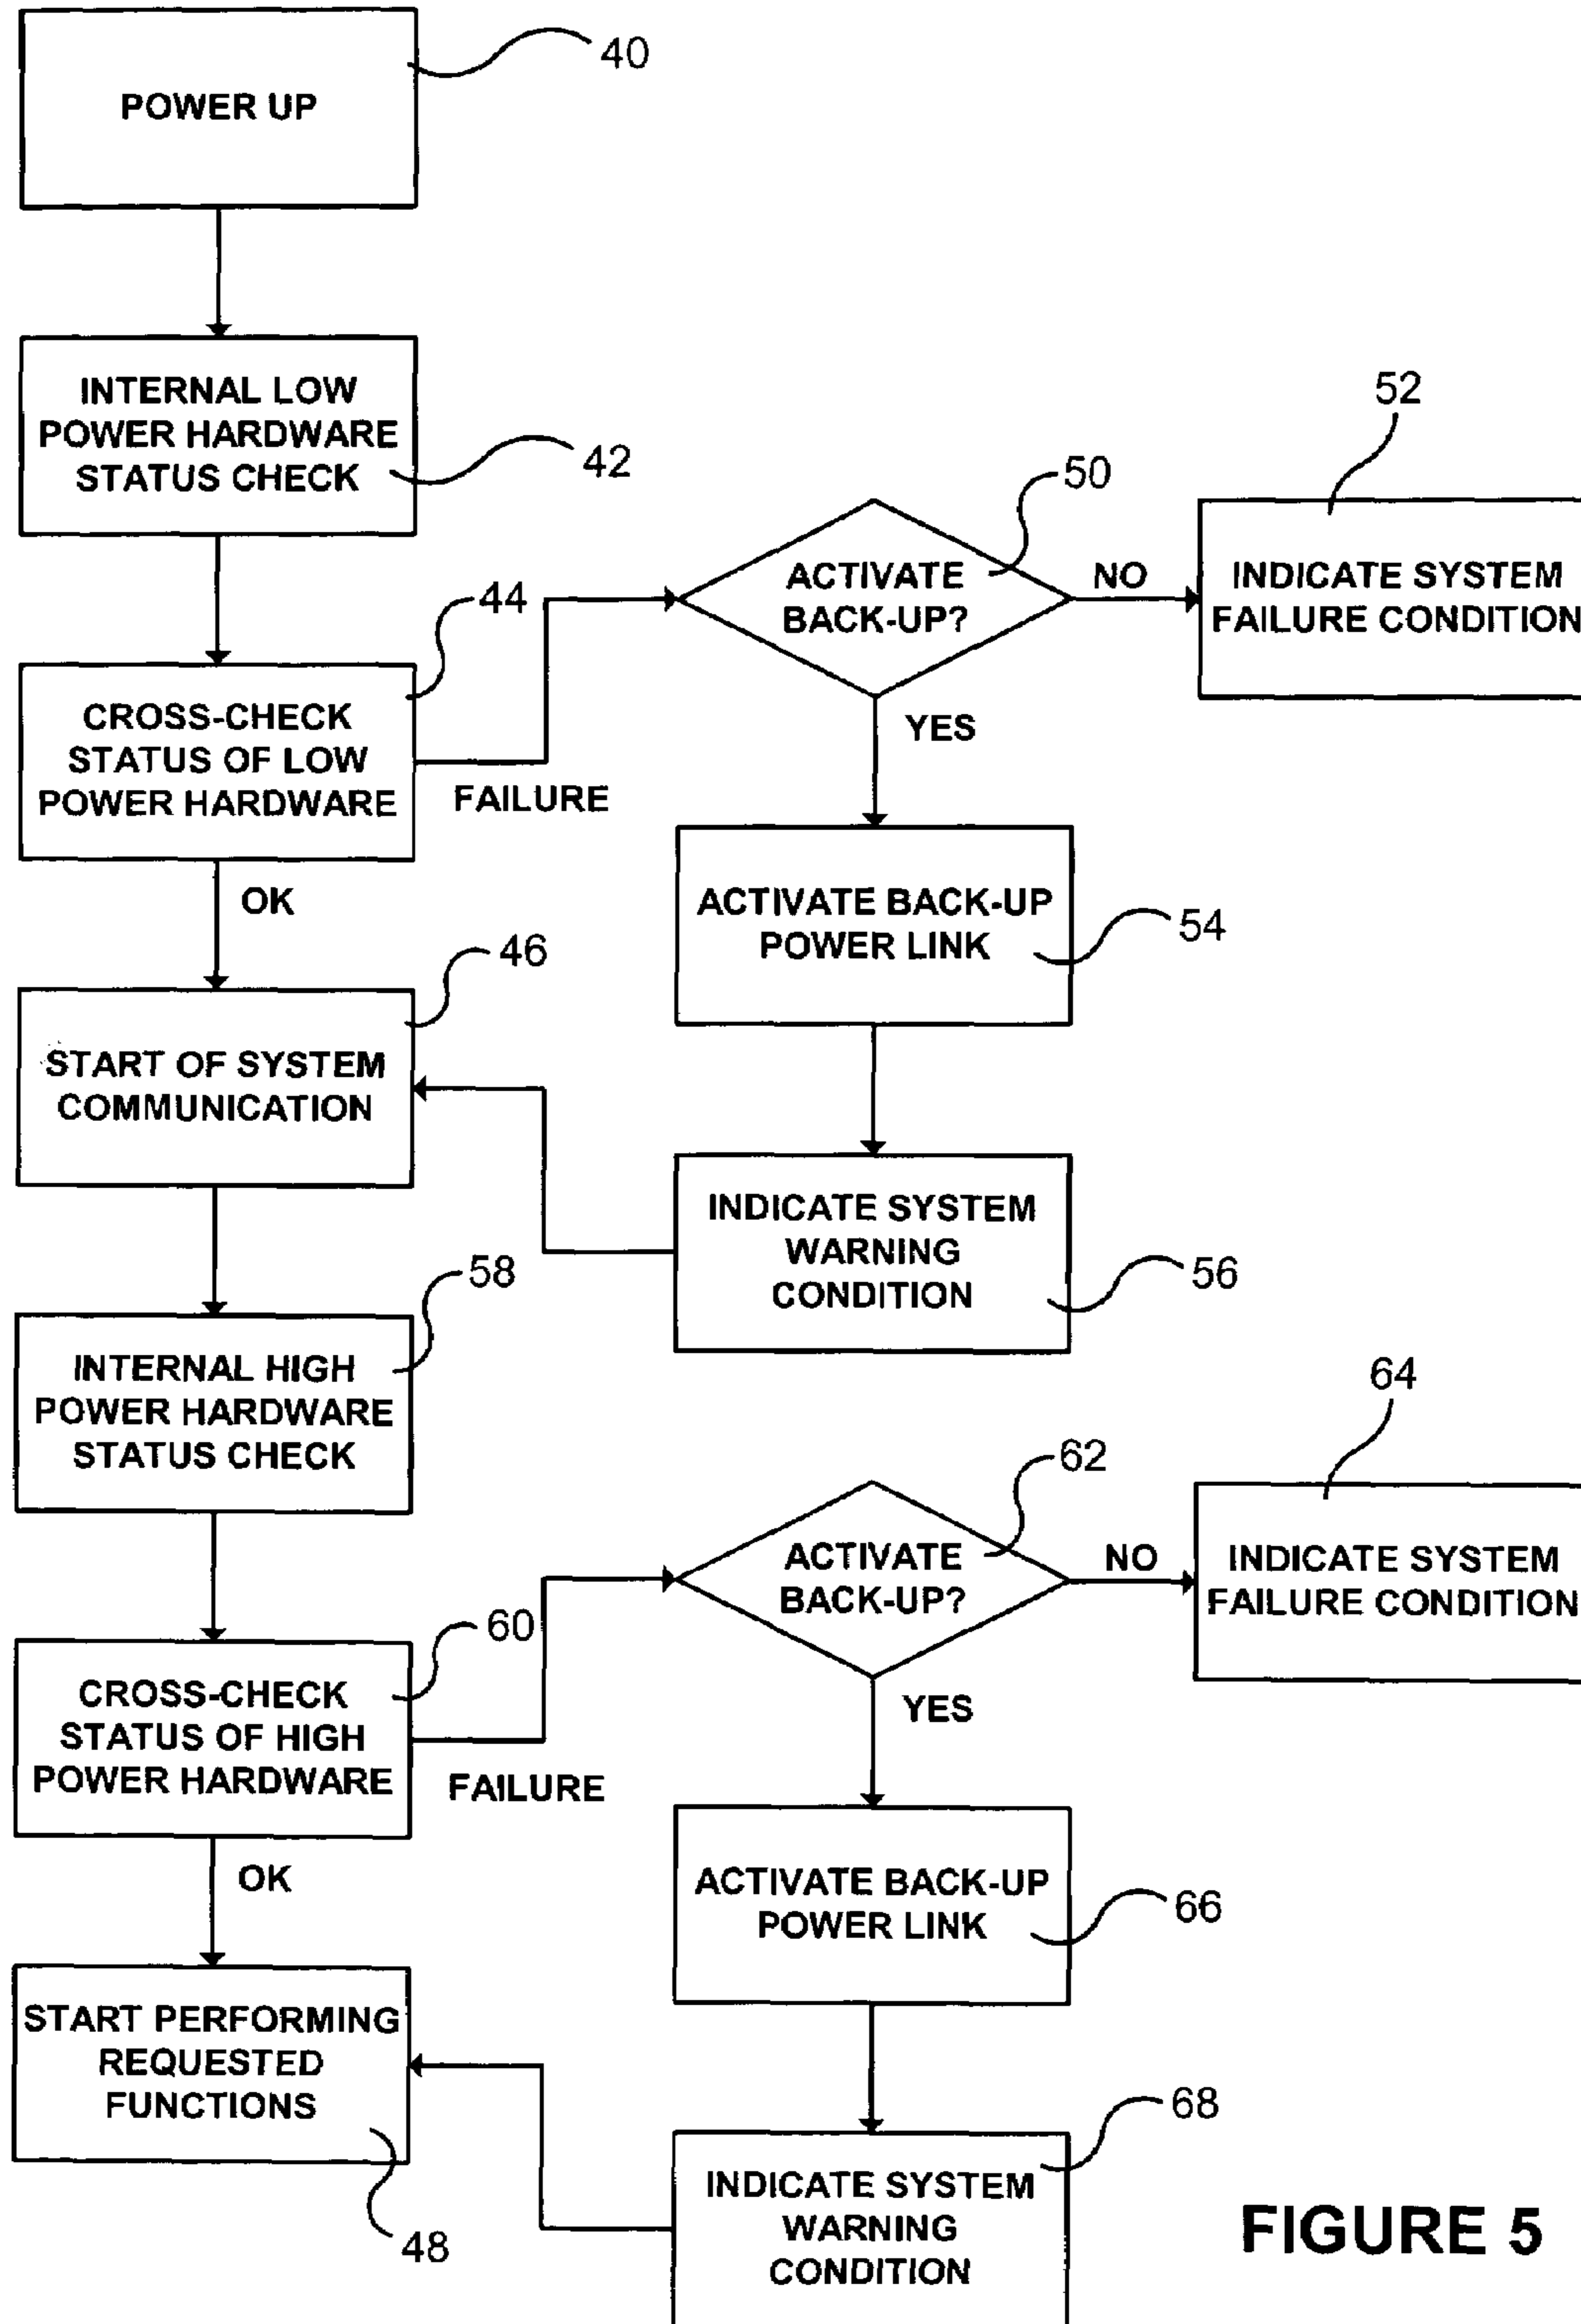 POWER UP
40
INTERNAL LOW
POWER HARDWARE
STATUS CHECK
42
CROSS-CHECK
STATUS OF LOW
POWER HARDWARE
44
FAILURE
OK
ACTIVATE
BACK-UP?
50
NO
YES
INDICATE SYSTEM
FAILURE CONDITION
52
ACTIVATE BACK-UP
POWER LINK
54
INDICATE SYSTEM
WARNING
CONDITION
56
START OF SYSTEM
COMMUNICATION
46
INTERNAL HIGH
POWER HARDWARE
STATUS CHECK
58
CROSS-CHECK
STATUS OF HIGH
POWER HARDWARE
60
FAILURE
OK
ACTIVATE
BACK-UP?
62
NO
YES
INDICATE SYSTEM
FAILURE CONDITION
64
ACTIVATE BACK-UP
POWER LINK
66
INDICATE SYSTEM
WARNING
CONDITION
68
START PERFORMING
REQUESTED
FUNCTIONS
48
FIGURE 5